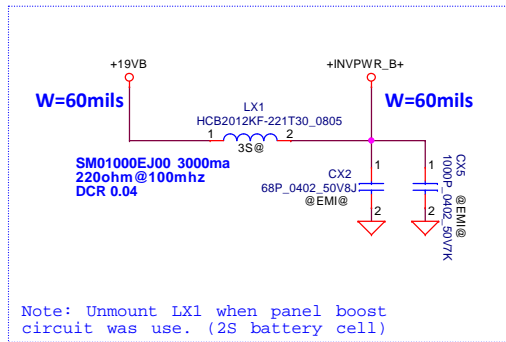 +19VB
+INVPWR_B+
W=60mils
W=60mils
LX1
HCB2012KF-221T30_0805
1
2
3S@
SM01000EJ00 3000ma
220ohm@100mhz
DCR 0.04
1
CX2
68P_0402_50V8J
@EMI@
2
1
CX5
1000P_0402_50V7K
@EMI@
2
Note: Unmount LX1 when panel boost
circuit was use. (2S battery cell)